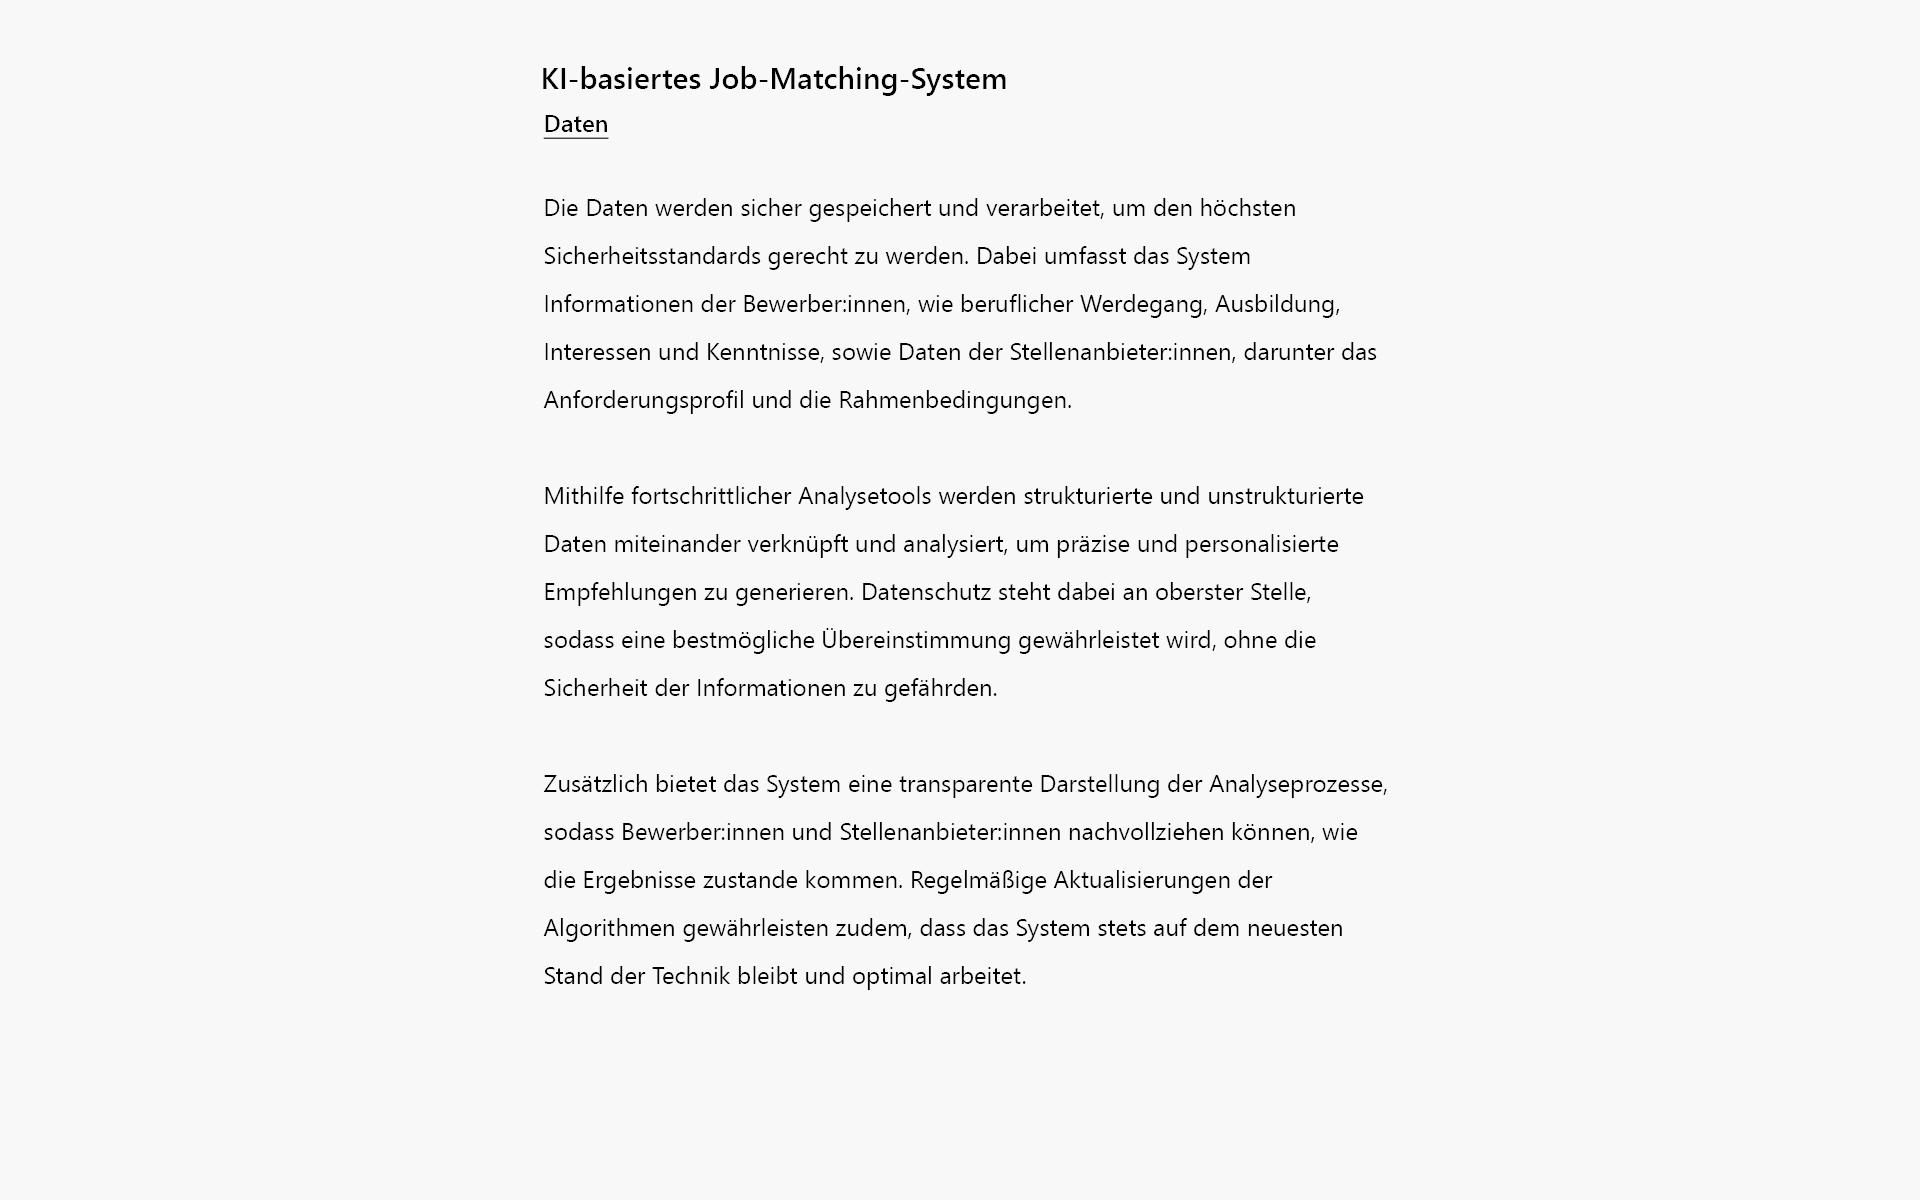 KI-basiertes Job-Matching-System
Daten
Die Daten werden sicher gespeichert und verarbeitet, um den höchsten
Sicherheitsstandards gerecht zu werden. Dabei umfasst das System
Informationen der Bewerber:innen, wie beruflicher Werdegang, Ausbildung,
Interessen und Kenntnisse, sowie Daten der Stellenanbieter:innen, darunter das
Anforderungsprofil und die Rahmenbedingungen.
Mithilfe fortschrittlicher Analysetools werden strukturierte und unstrukturierte
Daten miteinander verknüpft und analysiert, um präzise und personalisierte
Empfehlungen zu generieren. Datenschutz steht dabei an oberster Stelle,
sodass eine bestmögliche Übereinstimmung gewährleistet wird, ohne die
Sicherheit der Informationen zu gefährden.
Zusätzlich bietet das System eine transparente Darstellung der Analyseprozesse,
sodass Bewerber:innen und Stellenanbieter:innen nachvollziehen können, wie
die Ergebnisse zustande kommen. Regelmäßige Aktualisierungen der
Algorithmen gewährleisten zudem, dass das System stets auf dem neuesten
Stand der Technik bleibt und optimal arbeitet.